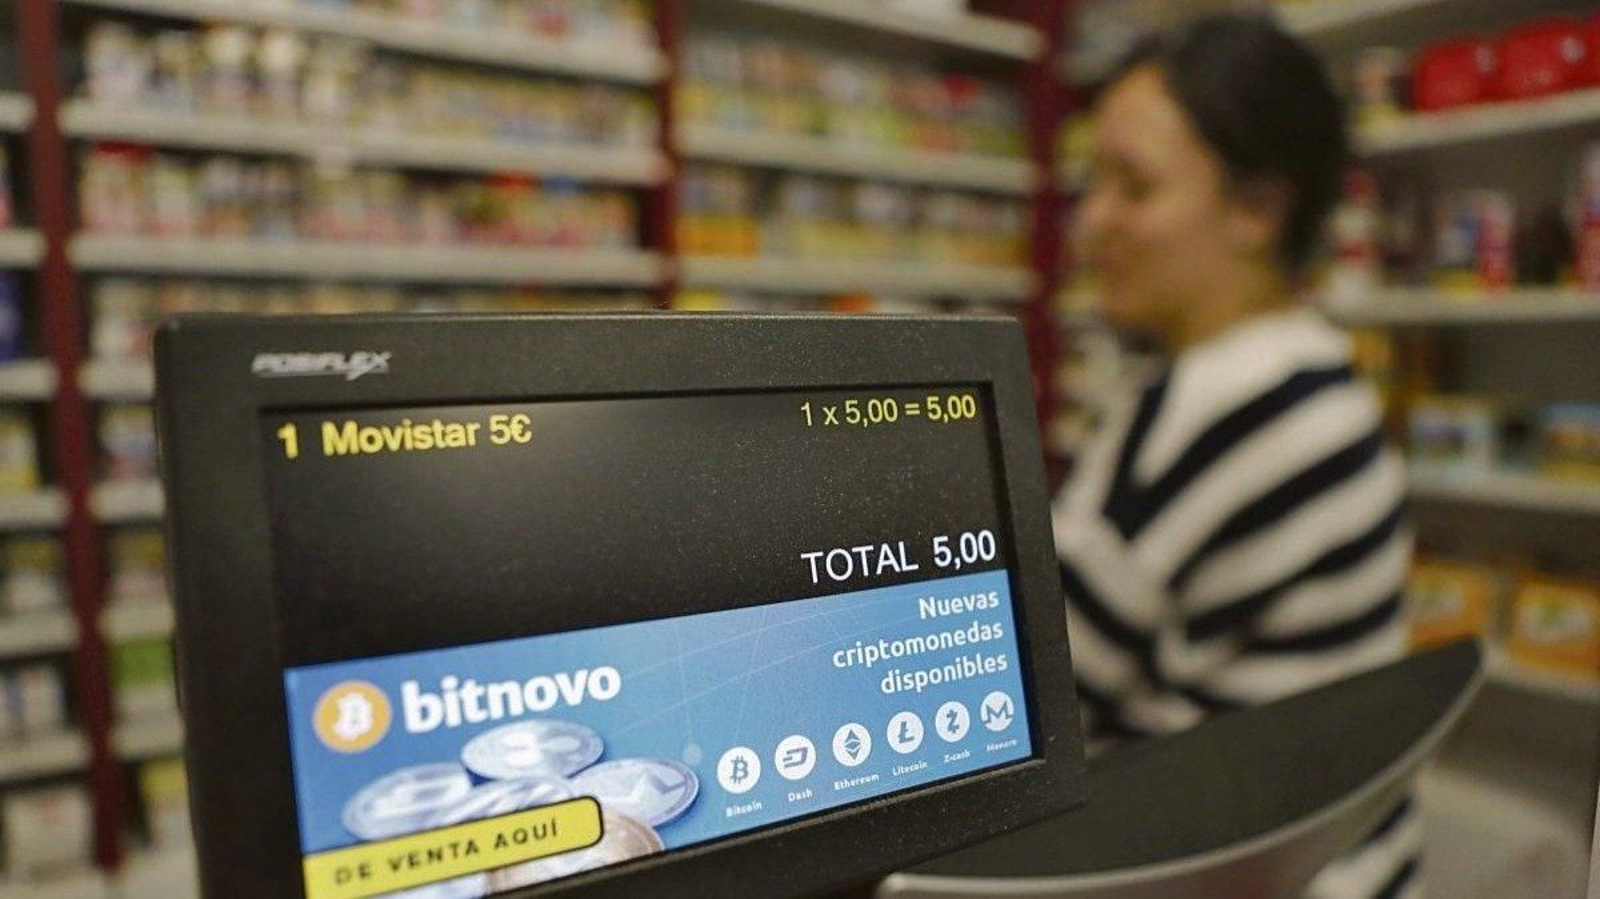 POSIFLEX
1 Movistar 5€ 1 x 5,00 = 5,00
TOTAL 5,00
bitnovo
Nuevas
criptomonedas
disponibles
Bitcoin Dash Ethereum Litecoin Z-cash Monero
DE VENTA AQUÍ